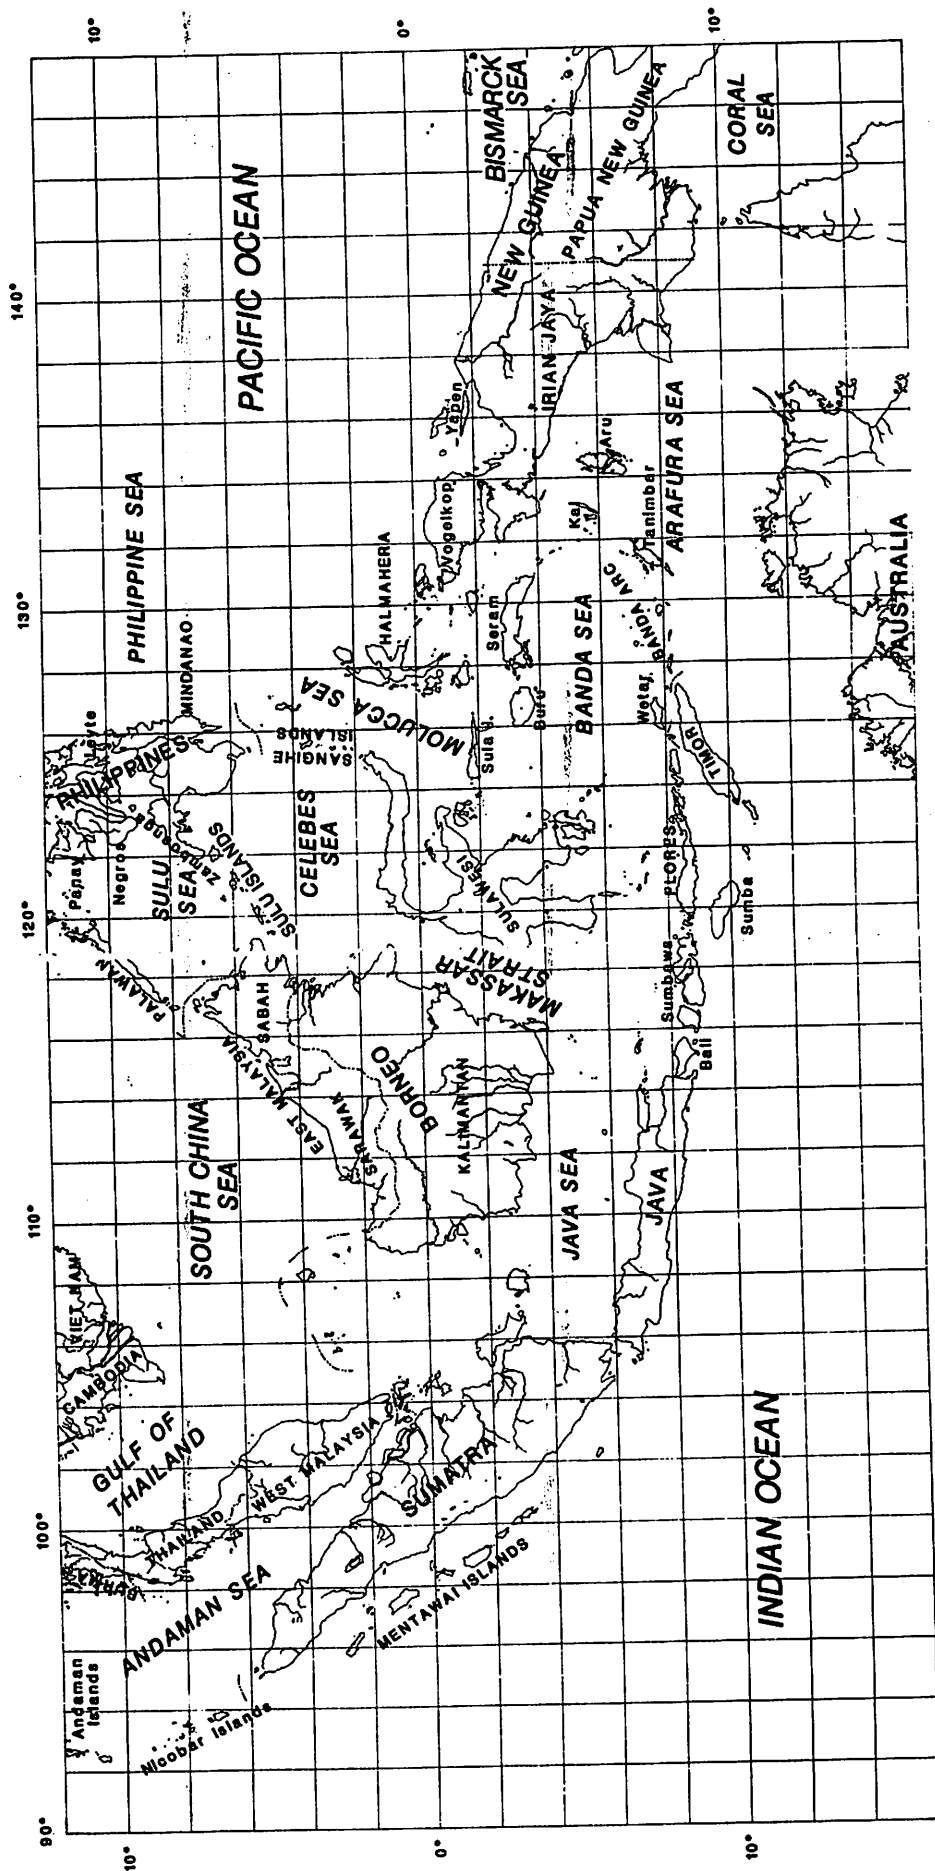 90°
100°
110°
120°
130°
140°
10°
0°
10°
10°
0°
10°
Andaman
Islands
Nicobar Islands
ANDAMAN SEA
BURMA
THAILAND
GULF OF
THAILAND
CAMBODIA
VIET NAM
WEST MALAYSIA
SUMATRA
MENTAWAI ISLANDS
INDIAN OCEAN
SOUTH CHINA
SEA
EAST MALAYSIA
SARAWAK
SABAH
BORNEO
KALIMANTAN
JAVA SEA
JAVA
Bali
PALAWAN
Panay
Negros
SULU
SEA
Zamboanga
SULU ISLANDS
PHILIPPINES
Leyte
MINDANAO
PHILIPPINE SEA
CELEBES
SEA
SANGIHE
ISLANDS
MOLUCCA SEA
MAKASSAR
STRAIT
SULAWESI
Sumbawa
FLORES
Sumba
TIMOR
Wetar
BANDA ARC
Sula
Buru
Seram
BANDA SEA
HALMAHERA
Vogelkop
Yapen
Kai
Aru
Tanimbar
ARAFURA SEA
AUSTRALIA
PACIFIC OCEAN
IRIAN JAYA
NEW GUINEA
PAPUA NEW GUINEA
BISMARCK
SEA
CORAL
SEA